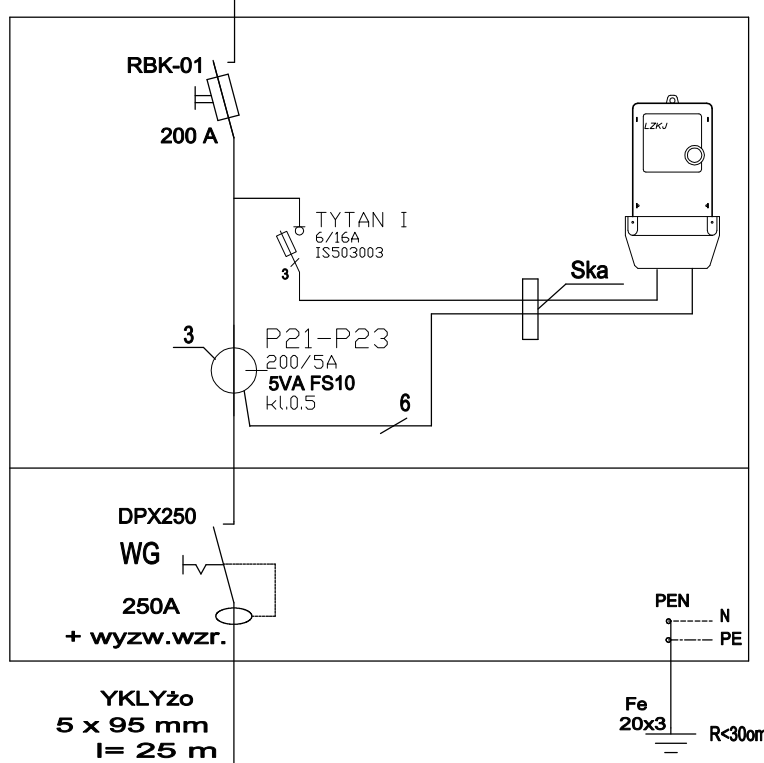 RBK-01
200 A
LZKJ
TYTAN I
6/16A
IS503003
3
Ska
3
P21-P23
200/5A
5VA FS10
kl.0.5
6
DPX250
WG
250A
+ wyzw.wzr.
PEN
N
PE
YKLYżo
5 x 95 mm
l= 25 m
Fe
20x3
R<30om